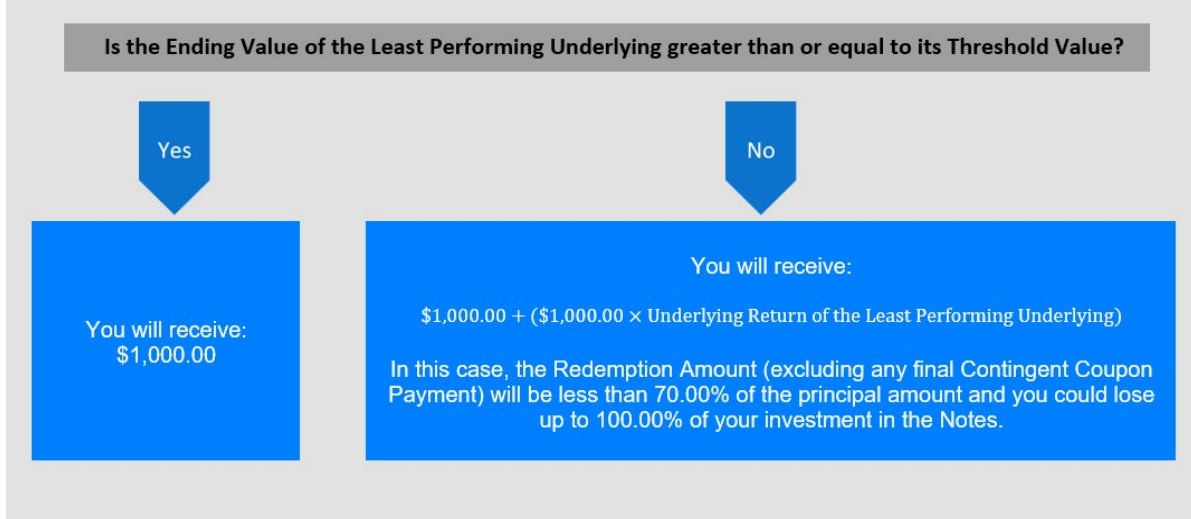 Is the Ending Value of the Least Performing Underlying greater than or equal to its Threshold Value?
Yes
No
You will receive:
$1,000.00
You will receive:
$1,000.00 + ($1,000.00 × Underlying Return of the Least Performing Underlying)
In this case, the Redemption Amount (excluding any final Contingent Coupon
Payment) will be less than 70.00% of the principal amount and you could lose
up to 100.00% of your investment in the Notes.